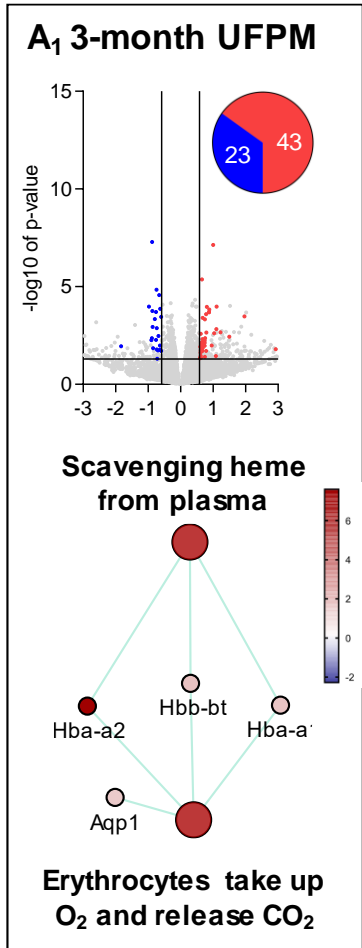 A₁ 3-month UFPM
15
10
5
0
-log10 of p-value
43
23
-3 -2 -1 0 1 2 3
Scavenging heme
from plasma
6
4
2
0
-2
Hba-a2
Hbb-bt
Hba-a1
Aqp1
Erythrocytes take up
O₂ and release CO₂